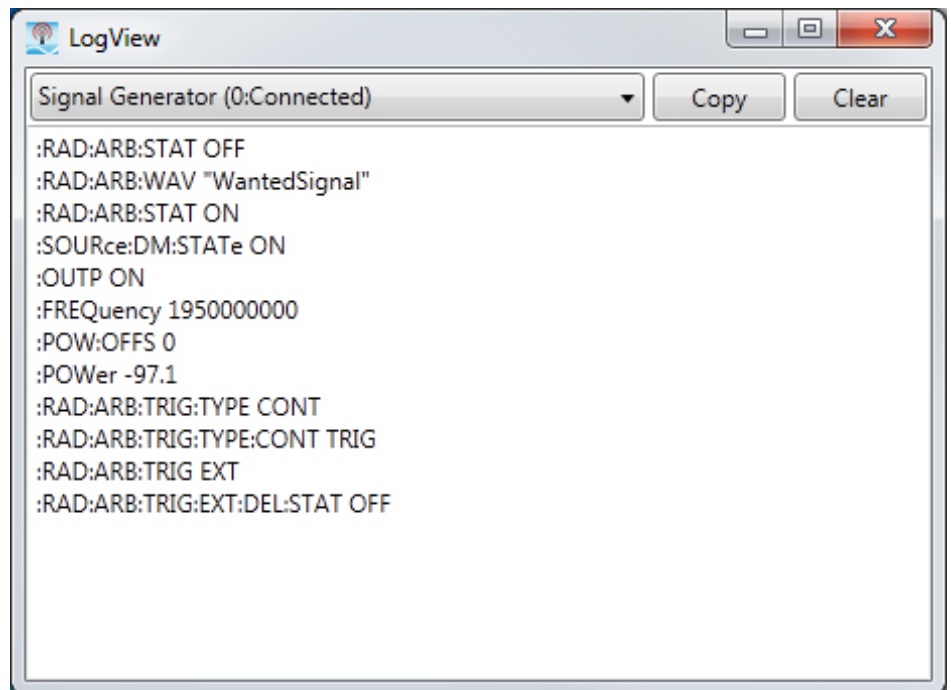 LogView
Signal Generator (0:Connected)
Copy
Clear
:RAD:ARB:STAT OFF
:RAD:ARB:WAV "WantedSignal"
:RAD:ARB:STAT ON
:SOURce:DM:STATe ON
:OUTP ON
:FREQuency 1950000000
:POW:OFFS 0
:POWer -97.1
:RAD:ARB:TRIG:TYPE CONT
:RAD:ARB:TRIG:TYPE:CONT TRIG
:RAD:ARB:TRIG EXT
:RAD:ARB:TRIG:EXT:DEL:STAT OFF